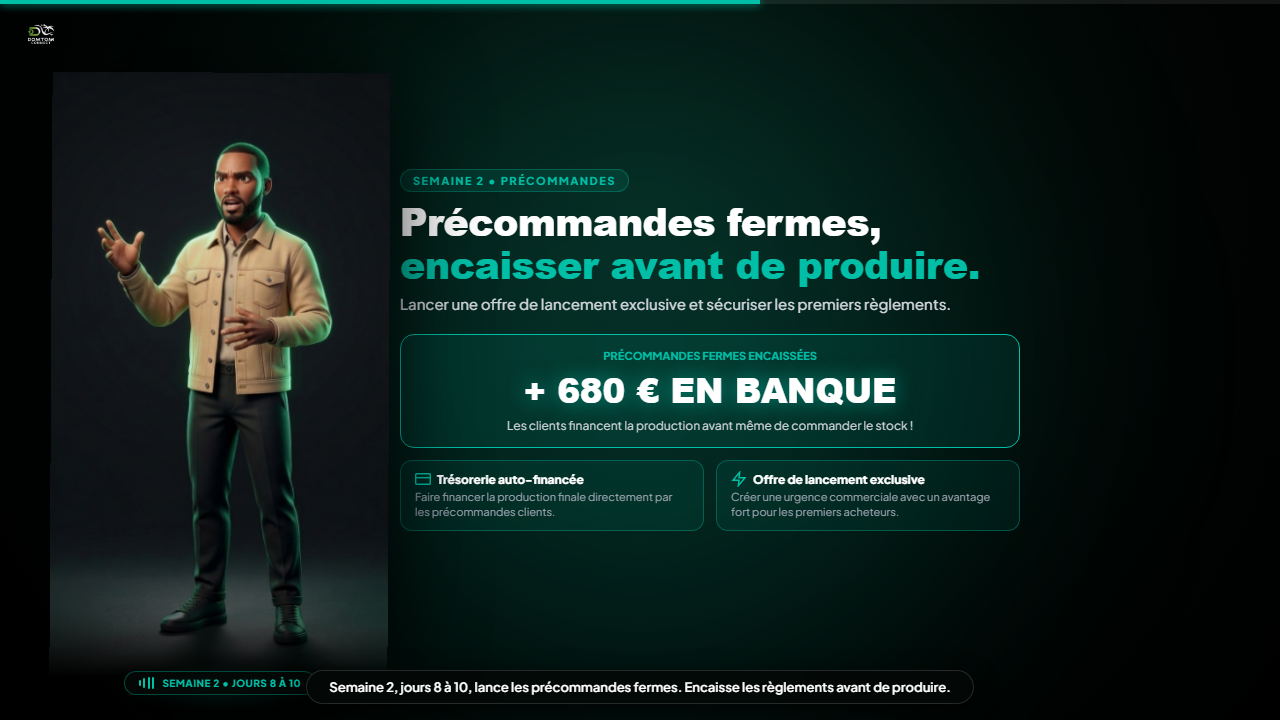 DOMTOM
CONNECT
SEMAINE 2 • PRÉCOMMANDES
Précommandes fermes,
encaisser avant de produire.
Lancer une offre de lancement exclusive et sécuriser les premiers règlements.
PRÉCOMMANDES FERMES ENCAISSÉES
+ 680 € EN BANQUE
Les clients financent la production avant même de commander le stock !
Trésorerie auto-financée
Faire financer la production finale directement par
les précommandes clients.
Offre de lancement exclusive
Créer une urgence commerciale avec un avantage
fort pour les premiers acheteurs.
SEMAINE 2 • JOURS 8 À 10
Semaine 2, jours 8 à 10, lance les précommandes fermes. Encaisse les règlements avant de produire.